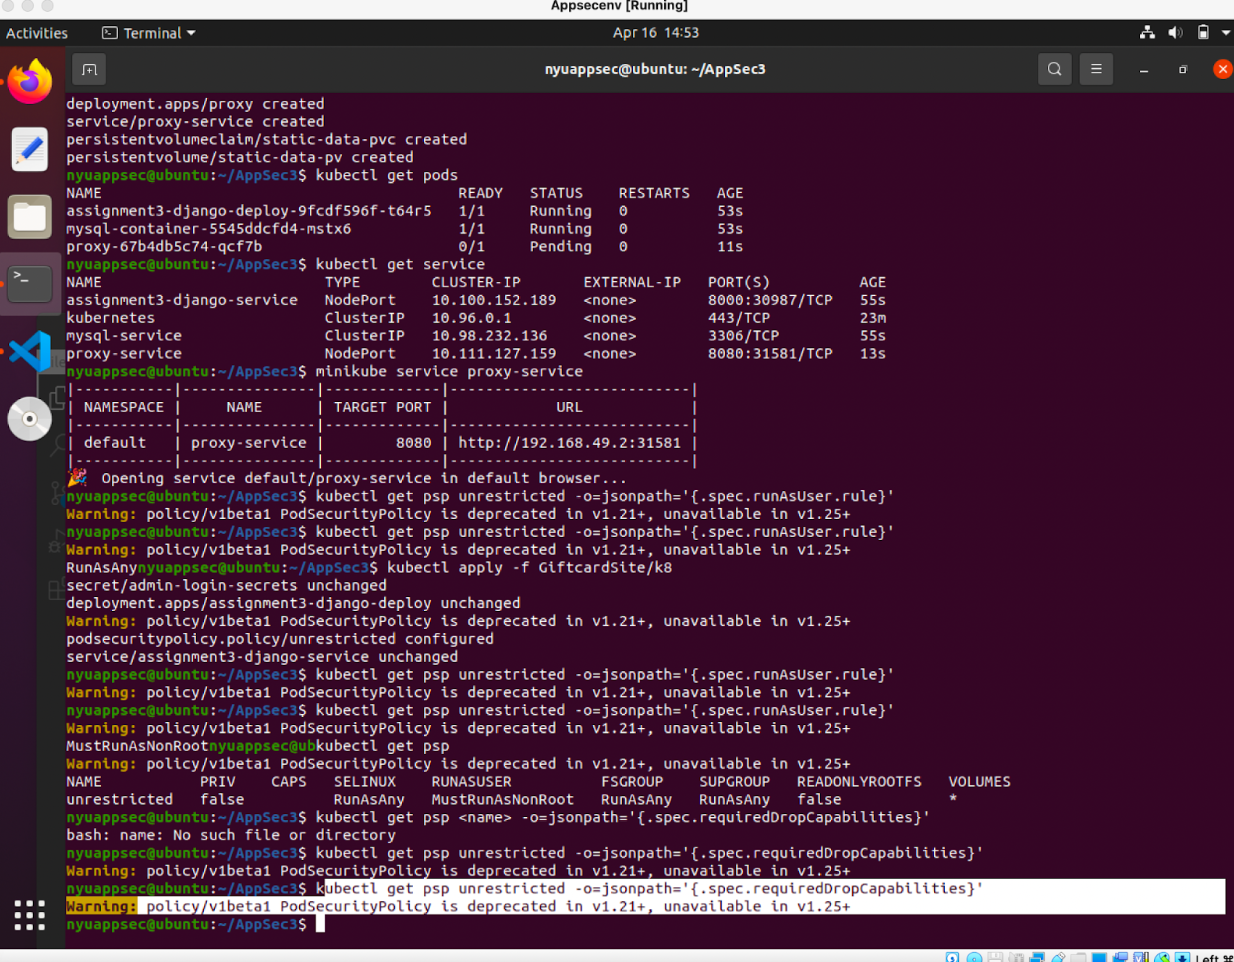 Appsecenv [Running]
Activities Terminal Apr 16 14:53
nyuappsec@ubuntu: ~/AppSec3
deployment.apps/proxy created
service/proxy-service created
persistentvolumeclaim/static-data-pvc created
persistentvolume/static-data-pv created
nyuappsec@ubuntu:~/AppSec3$ kubectl get pods
NAME READY STATUS RESTARTS AGE
assignment3-django-deploy-9fcdf596f-t64r5 1/1 Running 0 53s
mysql-container-5545ddcfd4-mstx6 1/1 Running 0 53s
proxy-67b4db5c74-qcf7b 0/1 Pending 0 11s
nyuappsec@ubuntu:~/AppSec3$ kubectl get service
NAME TYPE CLUSTER-IP EXTERNAL-IP PORT(S) AGE
assignment3-django-service NodePort 10.100.152.189 <none> 8000:30987/TCP 55s
kubernetes ClusterIP 10.96.0.1 <none> 443/TCP 23m
mysql-service ClusterIP 10.98.232.136 <none> 3306/TCP 55s
proxy-service NodePort 10.111.127.159 <none> 8080:31581/TCP 13s
nyuappsec@ubuntu:~/AppSec3$ minikube service proxy-service
|-----------|---------------|-------------|---------------------------|
| NAMESPACE | NAME | TARGET PORT | URL |
|-----------|---------------|-------------|---------------------------|
| default | proxy-service | 8080 | http://192.168.49.2:31581 |
|-----------|---------------|-------------|---------------------------|
🎉 Opening service default/proxy-service in default browser...
nyuappsec@ubuntu:~/AppSec3$ kubectl get psp unrestricted -o=jsonpath='{.spec.runAsUser.rule}'
Warning: policy/v1beta1 PodSecurityPolicy is deprecated in v1.21+, unavailable in v1.25+
nyuappsec@ubuntu:~/AppSec3$ kubectl get psp unrestricted -o=jsonpath='{.spec.runAsUser.rule}'
Warning: policy/v1beta1 PodSecurityPolicy is deprecated in v1.21+, unavailable in v1.25+
RunAsAnynyuappsec@ubuntu:~/AppSec3$ kubectl apply -f GiftcardSite/k8
secret/admin-login-secrets unchanged
deployment.apps/assignment3-django-deploy unchanged
Warning: policy/v1beta1 PodSecurityPolicy is deprecated in v1.21+, unavailable in v1.25+
podsecuritypolicy.policy/unrestricted configured
service/assignment3-django-service unchanged
nyuappsec@ubuntu:~/AppSec3$ kubectl get psp unrestricted -o=jsonpath='{.spec.runAsUser.rule}'
Warning: policy/v1beta1 PodSecurityPolicy is deprecated in v1.21+, unavailable in v1.25+
nyuappsec@ubuntu:~/AppSec3$ kubectl get psp unrestricted -o=jsonpath='{.spec.runAsUser.rule}'
Warning: policy/v1beta1 PodSecurityPolicy is deprecated in v1.21+, unavailable in v1.25+
MustRunAsNonRootnyuappsec@ubkubectl get psp
Warning: policy/v1beta1 PodSecurityPolicy is deprecated in v1.21+, unavailable in v1.25+
NAME PRIV CAPS SELINUX RUNASUSER FSGROUP SUPGROUP READONLYROOTFS VOLUMES
unrestricted false RunAsAny MustRunAsNonRoot RunAsAny RunAsAny false *
nyuappsec@ubuntu:~/AppSec3$ kubectl get psp <name> -o=jsonpath='{.spec.requiredDropCapabilities}'
bash: name: No such file or directory
nyuappsec@ubuntu:~/AppSec3$ kubectl get psp unrestricted -o=jsonpath='{.spec.requiredDropCapabilities}'
Warning: policy/v1beta1 PodSecurityPolicy is deprecated in v1.21+, unavailable in v1.25+
nyuappsec@ubuntu:~/AppSec3$ kubectl get psp unrestricted -o=jsonpath='{.spec.requiredDropCapabilities}'
Warning: policy/v1beta1 PodSecurityPolicy is deprecated in v1.21+, unavailable in v1.25+
nyuappsec@ubuntu:~/AppSec3$
Left ⌘